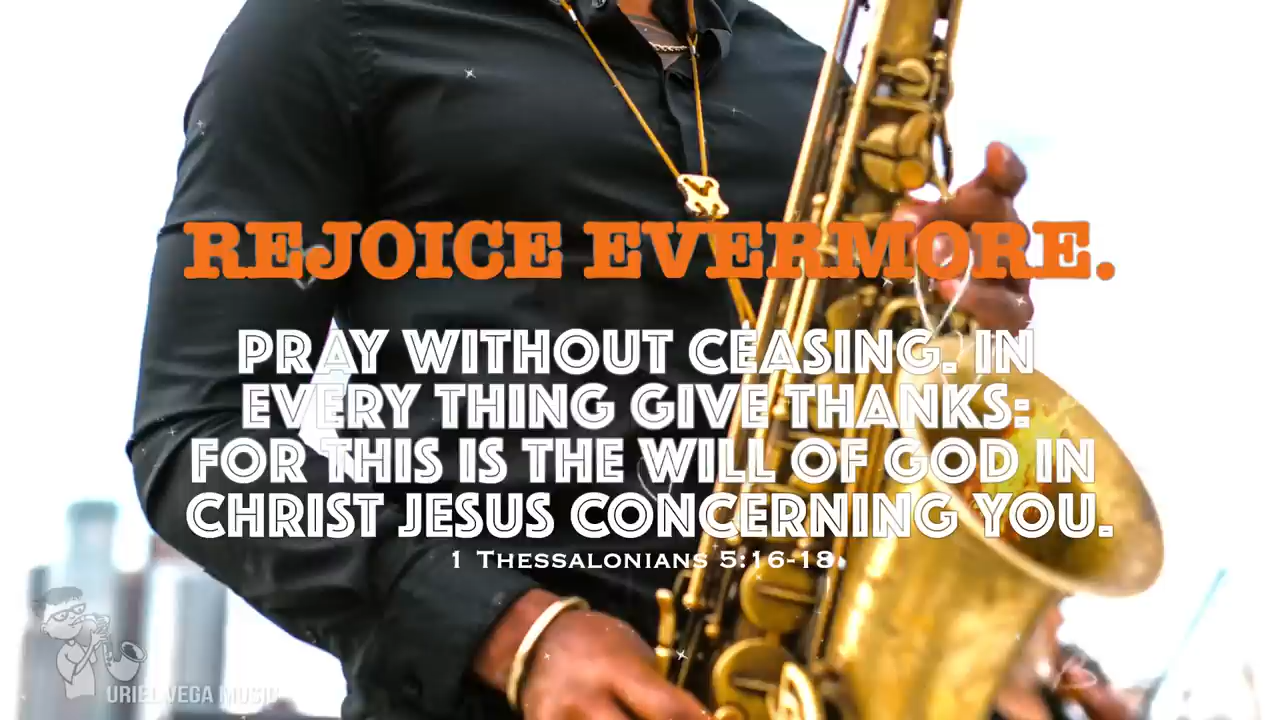 REJOICE EVERMORE.
PRAY WITHOUT CEASING. IN
EVERY THING GIVE THANKS:
FOR THIS IS THE WILL OF GOD IN
CHRIST JESUS CONCERNING YOU.
1 THESSALONIANS 5:16-18
URIEL VEGA MUSIC